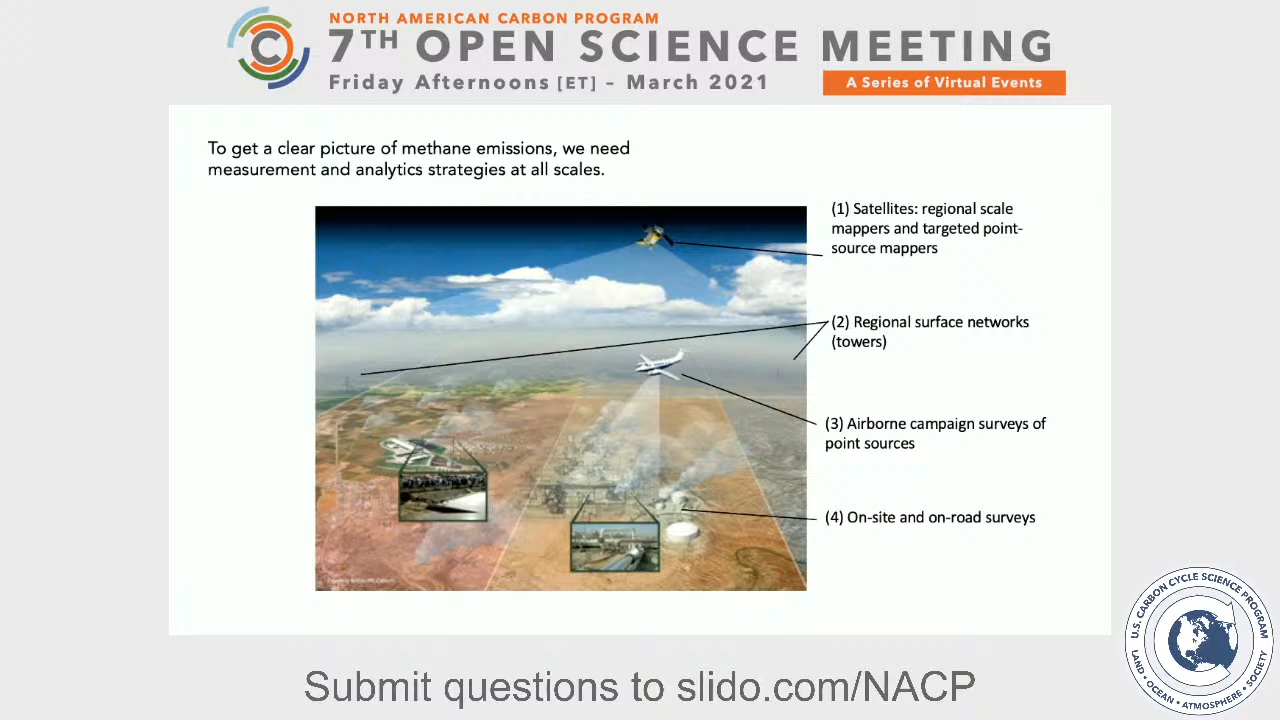 NORTH AMERICAN CARBON PROGRAM
C 7TH OPEN SCIENCE MEETING
Friday Afternoons [ET] – March 2021
A Series of Virtual Events
To get a clear picture of methane emissions, we need
measurement and analytics strategies at all scales.
(1) Satellites: regional scale
mappers and targeted point-
source mappers
(2) Regional surface networks
(towers)
(3) Airborne campaign surveys of
point sources
(4) On-site and on-road surveys
U.S. CARBON CYCLE SCIENCE PROGRAM
LAND • OCEAN • ATMOSPHERE • SOCIETY
Submit questions to slido.com/NACP